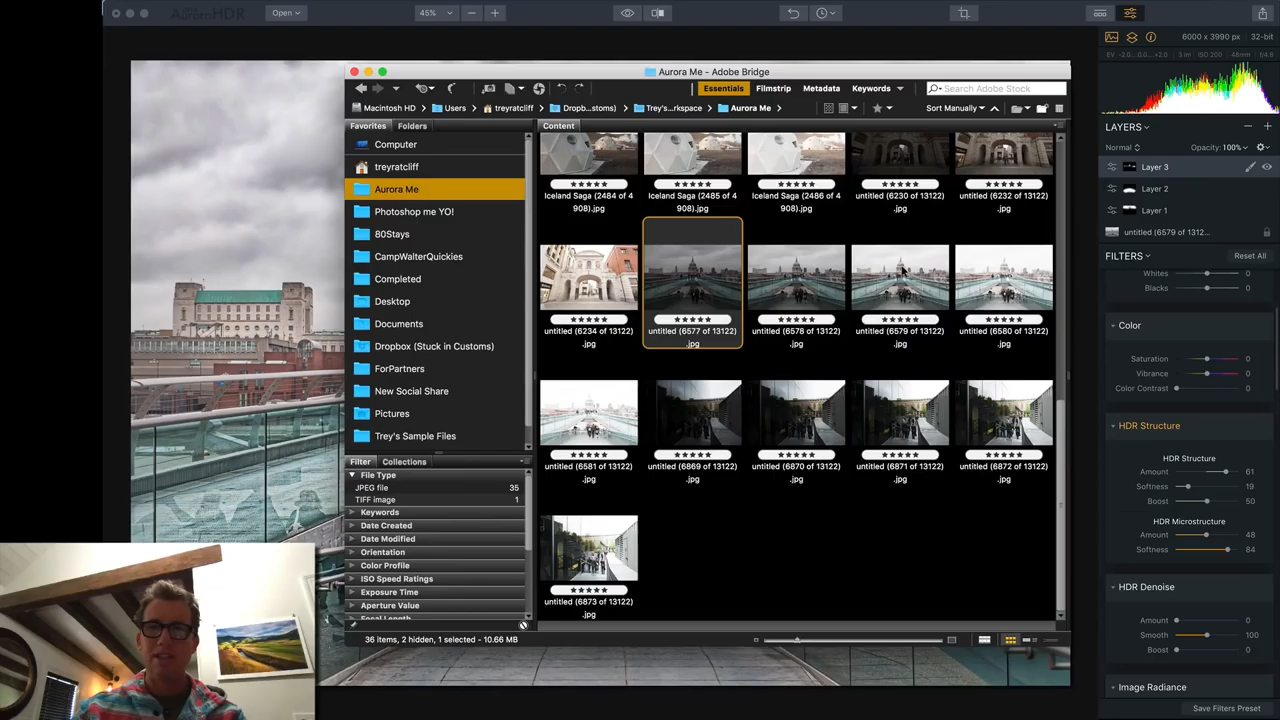 AuroraHDR
Open
45%
6000 x 3990 px
32-bit
Aurora Me - Adobe Bridge
Essentials
Filmstrip
Metadata
Keywords
Search Adobe Stock
Macintosh HD
Users
treyratcliff
Dropb...stoms)
Trey's...rkspace
Aurora Me
Sort Manually
Favorites
Folders
Computer
treyratcliff
Aurora Me
Photoshop me YO!
80Stays
CampWalterQuickies
Completed
Desktop
Documents
Dropbox (Stuck in Customs)
ForPartners
New Social Share
Pictures
Trey's Sample Files
Filter
Collections
File Type
JPEG file 35
TIFF image 1
Keywords
Date Created
Date Modified
Orientation
Color Profile
ISO Speed Ratings
Exposure Time
Aperture Value
Focal Length
36 items, 2 hidden, 1 selected - 10.66 MB
Content
Iceland Saga (2484 of 4
908).jpg
Iceland Saga (2485 of 4
908).jpg
Iceland Saga (2486 of 4
908).jpg
untitled (6230 of 13122)
.jpg
untitled (6232 of 13122)
.jpg
untitled (6234 of 13122)
.jpg
untitled (6577 of 13122)
.jpg
untitled (6578 of 13122)
.jpg
untitled (6579 of 13122)
.jpg
untitled (6580 of 13122)
.jpg
untitled (6581 of 13122)
.jpg
untitled (6869 of 13122)
.jpg
untitled (6870 of 13122)
.jpg
untitled (6871 of 13122)
.jpg
untitled (6872 of 13122)
.jpg
untitled (6873 of 13122)
.jpg
ISO 200
48mm
f/4.8
LAYERS
Normal
Opacity: 100%
Layer 3
Layer 2
Layer 1
untitled (6579 of 1312...
FILTERS
Reset All
Whites 0
Blacks 0
Color
Saturation 0
Vibrance 0
Color Contrast 0
HDR Structure
HDR Structure
Amount 61
Softness 19
Boost 50
HDR Microstructure
Amount 48
Softness 84
HDR Denoise
Amount 0
Smooth 100
Boost 0
Image Radiance
Save Filters Preset